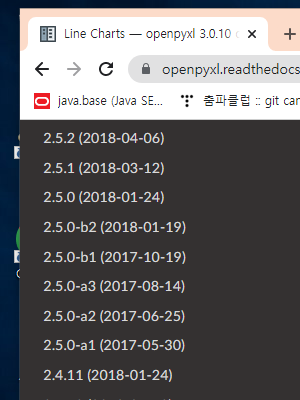 Line Charts — openpyxl 3.0.10
openpyxl.readthedocs
java.base (Java SE...
춤파클럽 :: git can
2.5.2 (2018-04-06)
2.5.1 (2018-03-12)
2.5.0 (2018-01-24)
2.5.0-b2 (2018-01-19)
2.5.0-b1 (2017-10-19)
2.5.0-a3 (2017-08-14)
2.5.0-a2 (2017-06-25)
2.5.0-a1 (2017-05-30)
2.4.11 (2018-01-24)